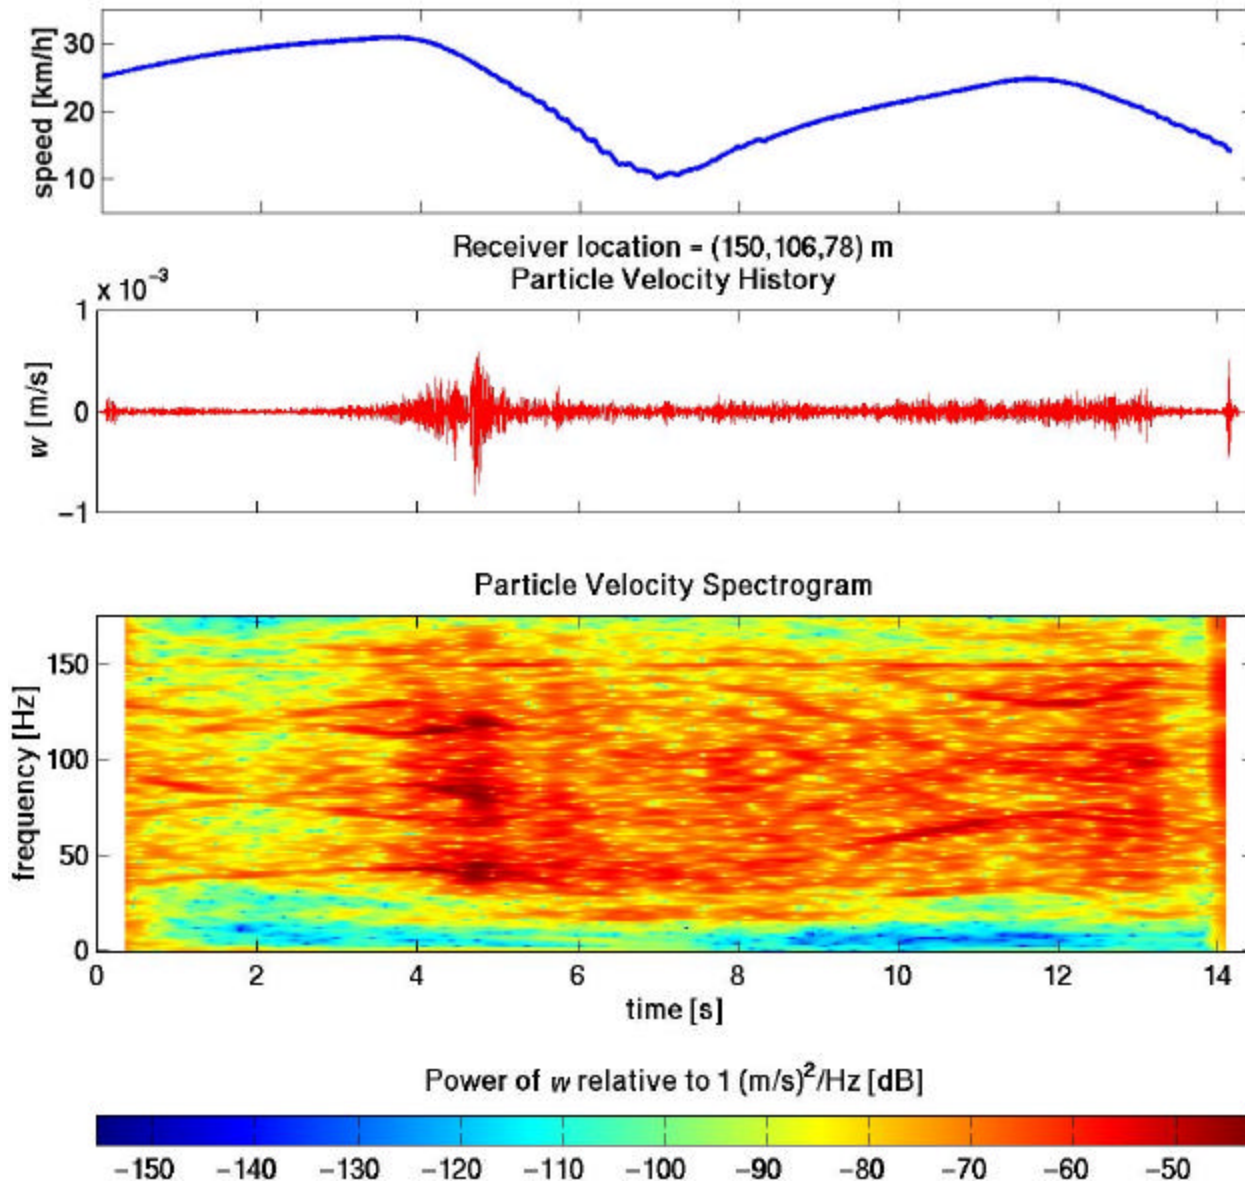 30
20
10
speed [km/h]
Receiver location = (150,106,78) m
Particle Velocity History
x 10⁻³
1
0
−1
w [m/s]
Particle Velocity Spectrogram
150
100
50
0
frequency [Hz]
0 2 4 6 8 10 12 14
time [s]
Power of w relative to 1 (m/s)²/Hz [dB]
−150 −140 −130 −120 −110 −100 −90 −80 −70 −60 −50